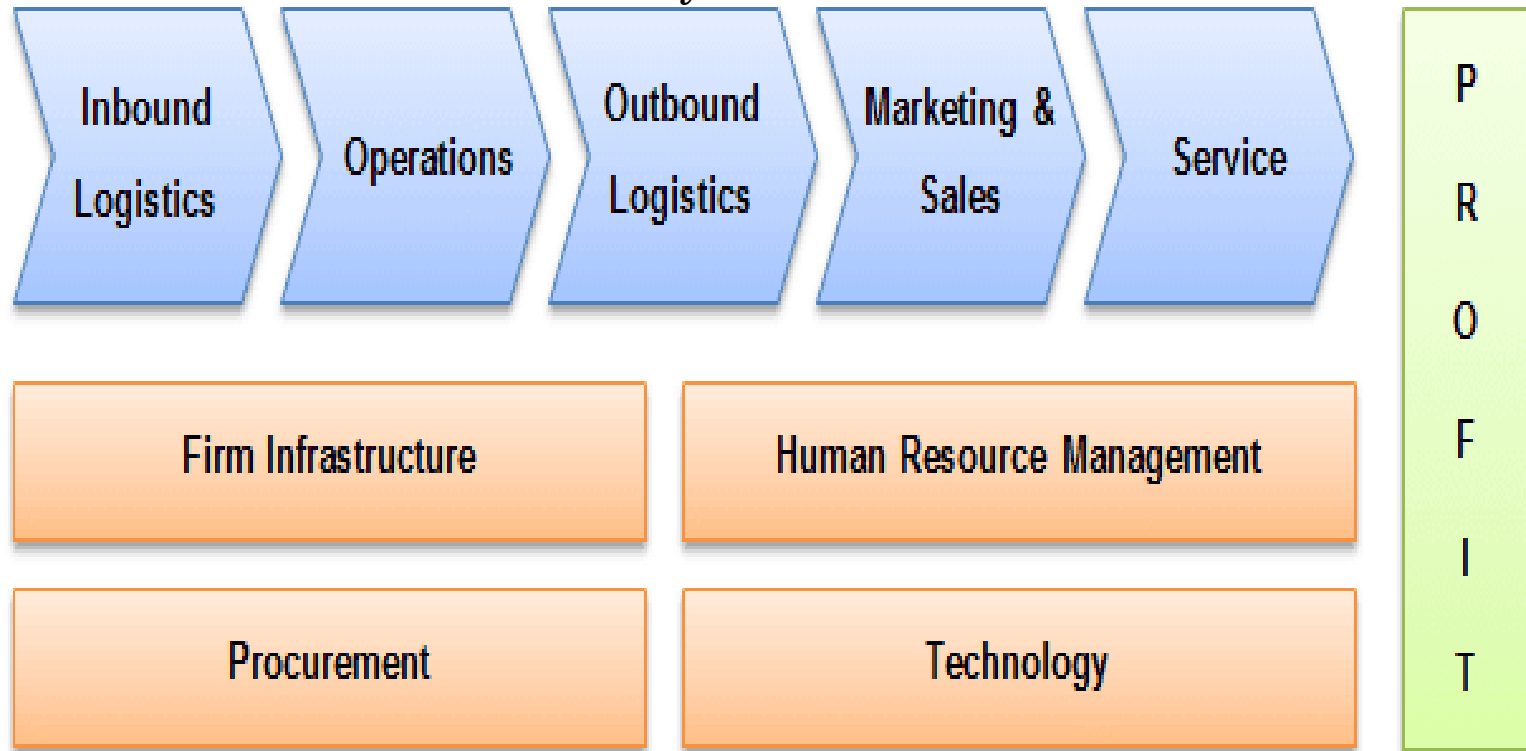 Inbound
Logistics
Operations
Outbound
Logistics
Marketing &
Sales
Service
Firm Infrastructure
Human Resource Management
Procurement
Technology
P
R
O
F
I
T